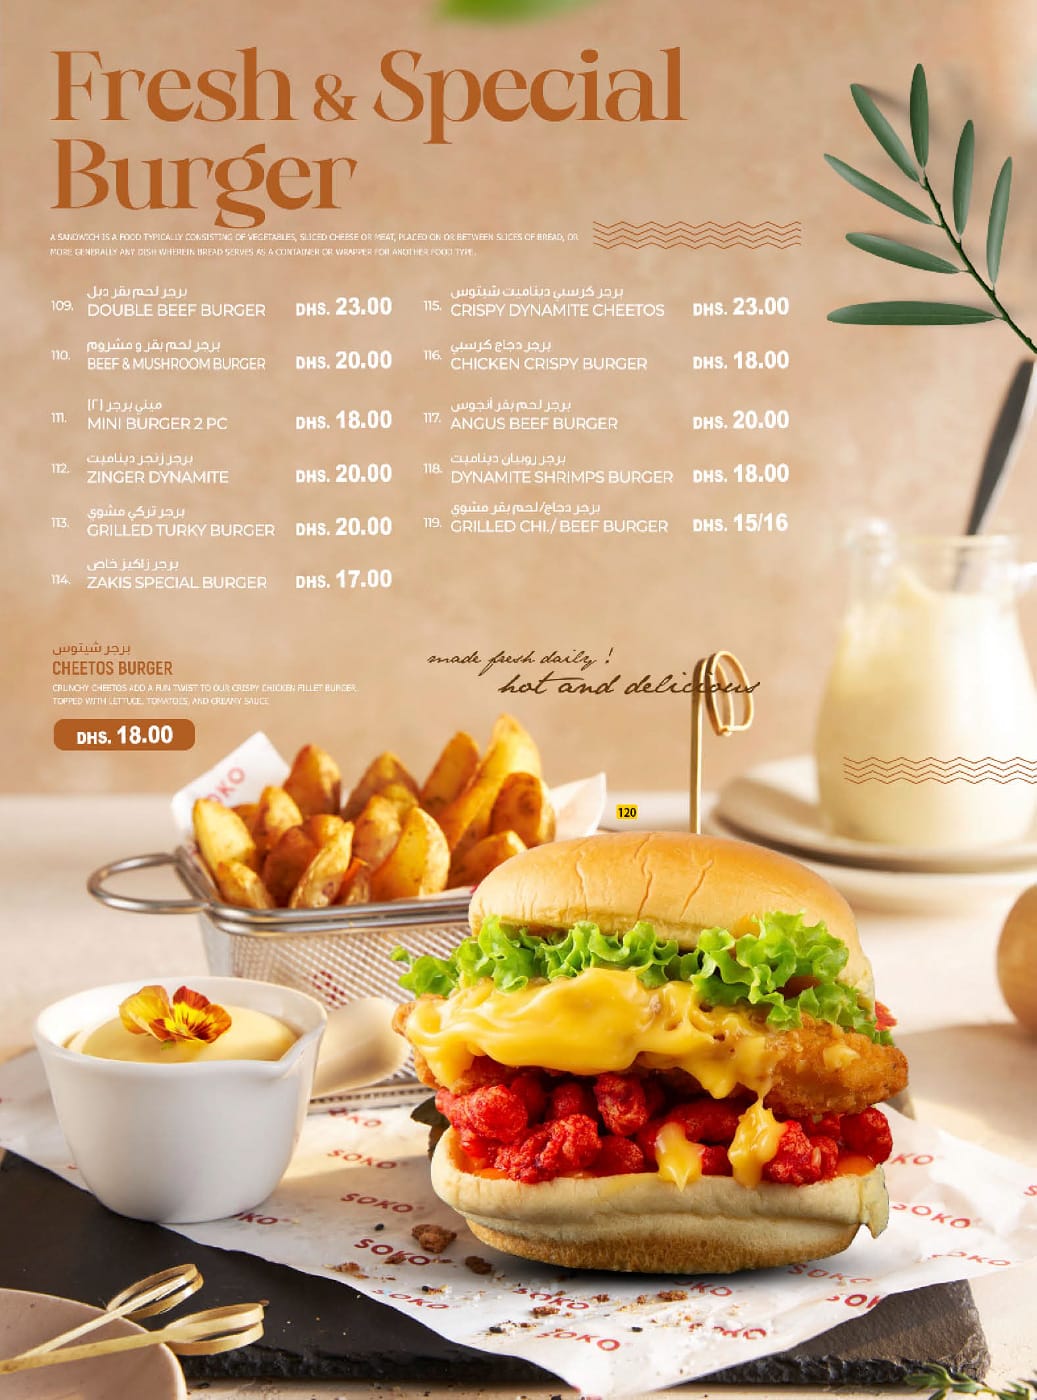 Fresh & Special
Burger
A SANDWICH IS A FOOD TYPICALLY CONSISTING OF VEGETABLES, SLICED CHEESE OR MEAT, PLACED ON OR BETWEEN SLICES OF BREAD, OR
MORE GENERALLY ANY DISH WHEREIN BREAD SERVES AS A CONTAINER OR WRAPPER FOR ANOTHER FOOD TYPE.
برجر لحم بقر دبل
109. DOUBLE BEEF BURGER DHS. 23.00
برجر لحم بقر و مشروم
110. BEEF & MUSHROOM BURGER DHS. 20.00
ميني برجر (٢)
111. MINI BURGER 2 PC DHS. 18.00
برجر زنجر ديناميت
112. ZINGER DYNAMITE DHS. 20.00
برجر تركي مشوي
113. GRILLED TURKY BURGER DHS. 20.00
برجر زاكيز خاص
114. ZAKIS SPECIAL BURGER DHS. 17.00
برجر كرسبي ديناميت شيتوس
115. CRISPY DYNAMITE CHEETOS DHS. 23.00
برجر دجاج كرسبي
116. CHICKEN CRISPY BURGER DHS. 18.00
برجر لحم بقر أنجوس
117. ANGUS BEEF BURGER DHS. 20.00
برجر روبيان ديناميت
118. DYNAMITE SHRIMPS BURGER DHS. 18.00
برجر دجاج/لحم بقر مشوي
119. GRILLED CHI./ BEEF BURGER DHS. 15/16
برجر شيتوس
CHEETOS BURGER
CRUNCHY CHEETOS ADD A FUN TWIST TO OUR CRISPY CHICKEN FILLET BURGER.
TOPPED WITH LETTUCE, TOMATOES, AND CREAMY SAUCE
DHS. 18.00
made fresh daily !
hot and delicious
120
SOKO
SOKO
SOKO
SOKO
SOKO
SOKO
SOKO
SOKO
SOKO